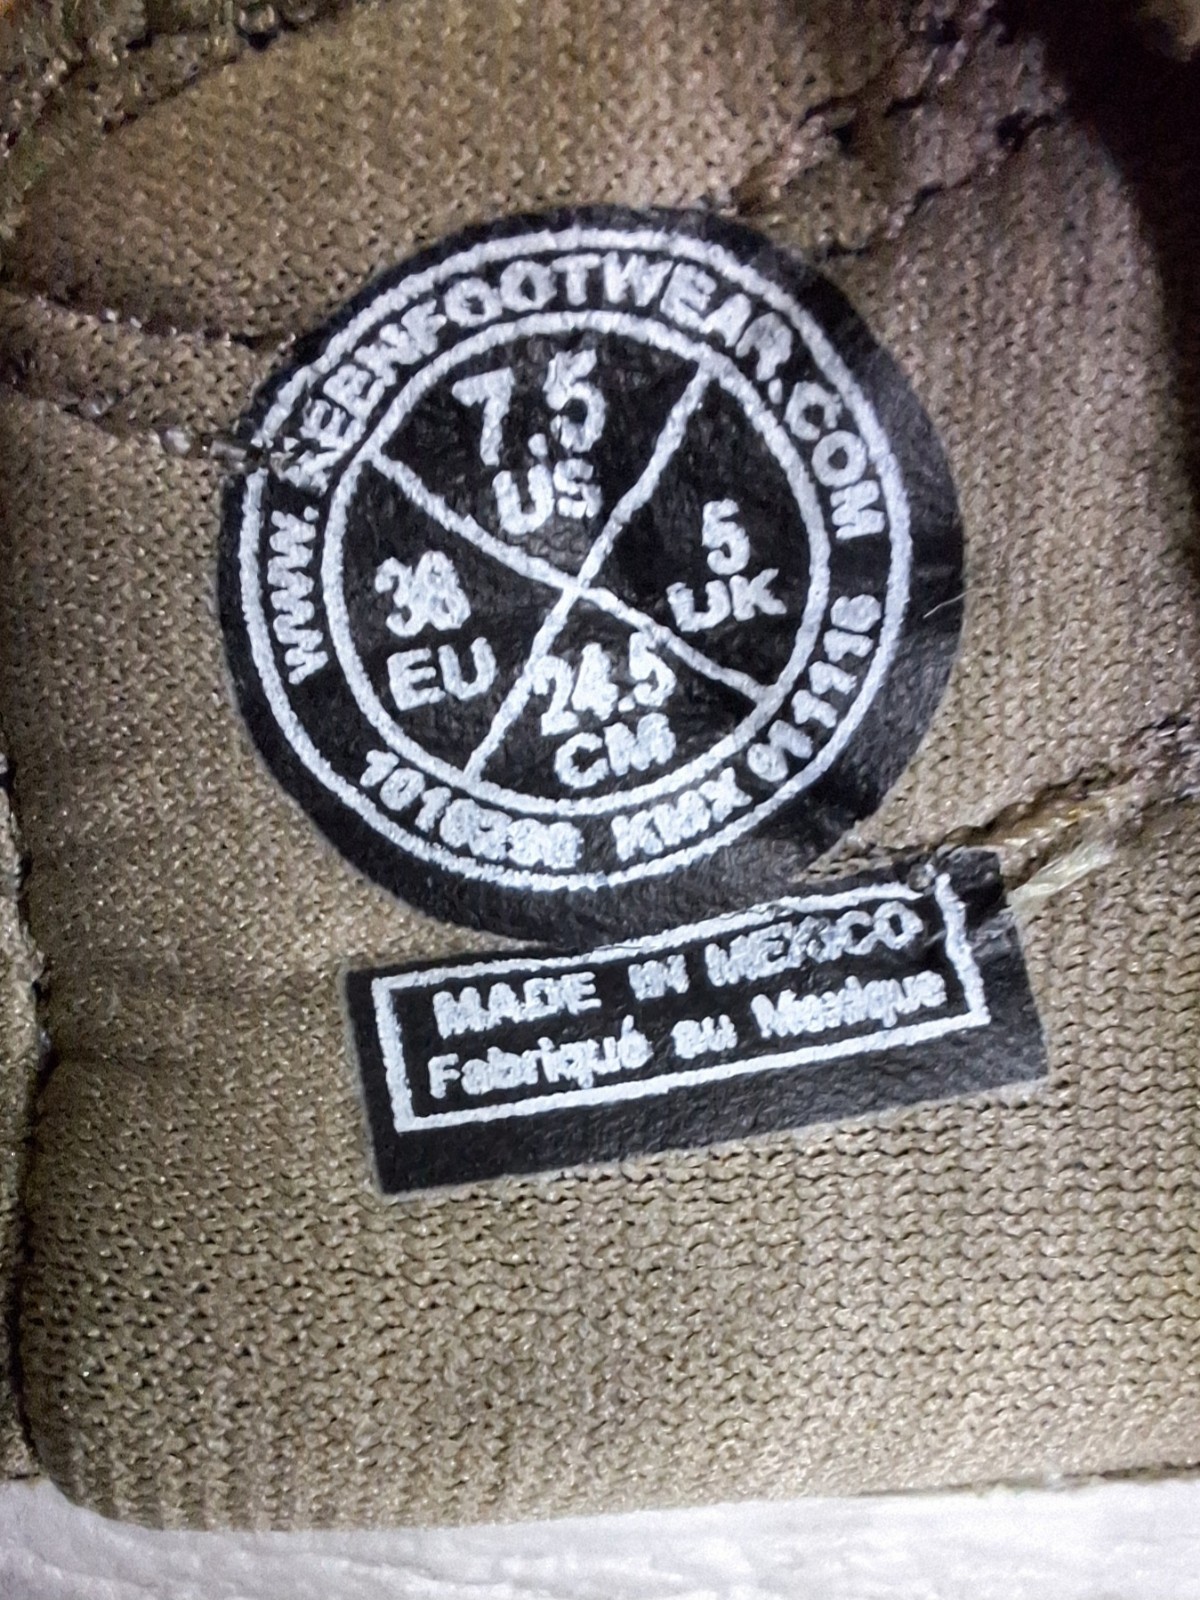 WWW.KEENFOOTWEAR.COM
7.5
US
5
UK
38
EU
24.5
CM
KMX
MADE IN MEXICO
Fabriqué au Mexique